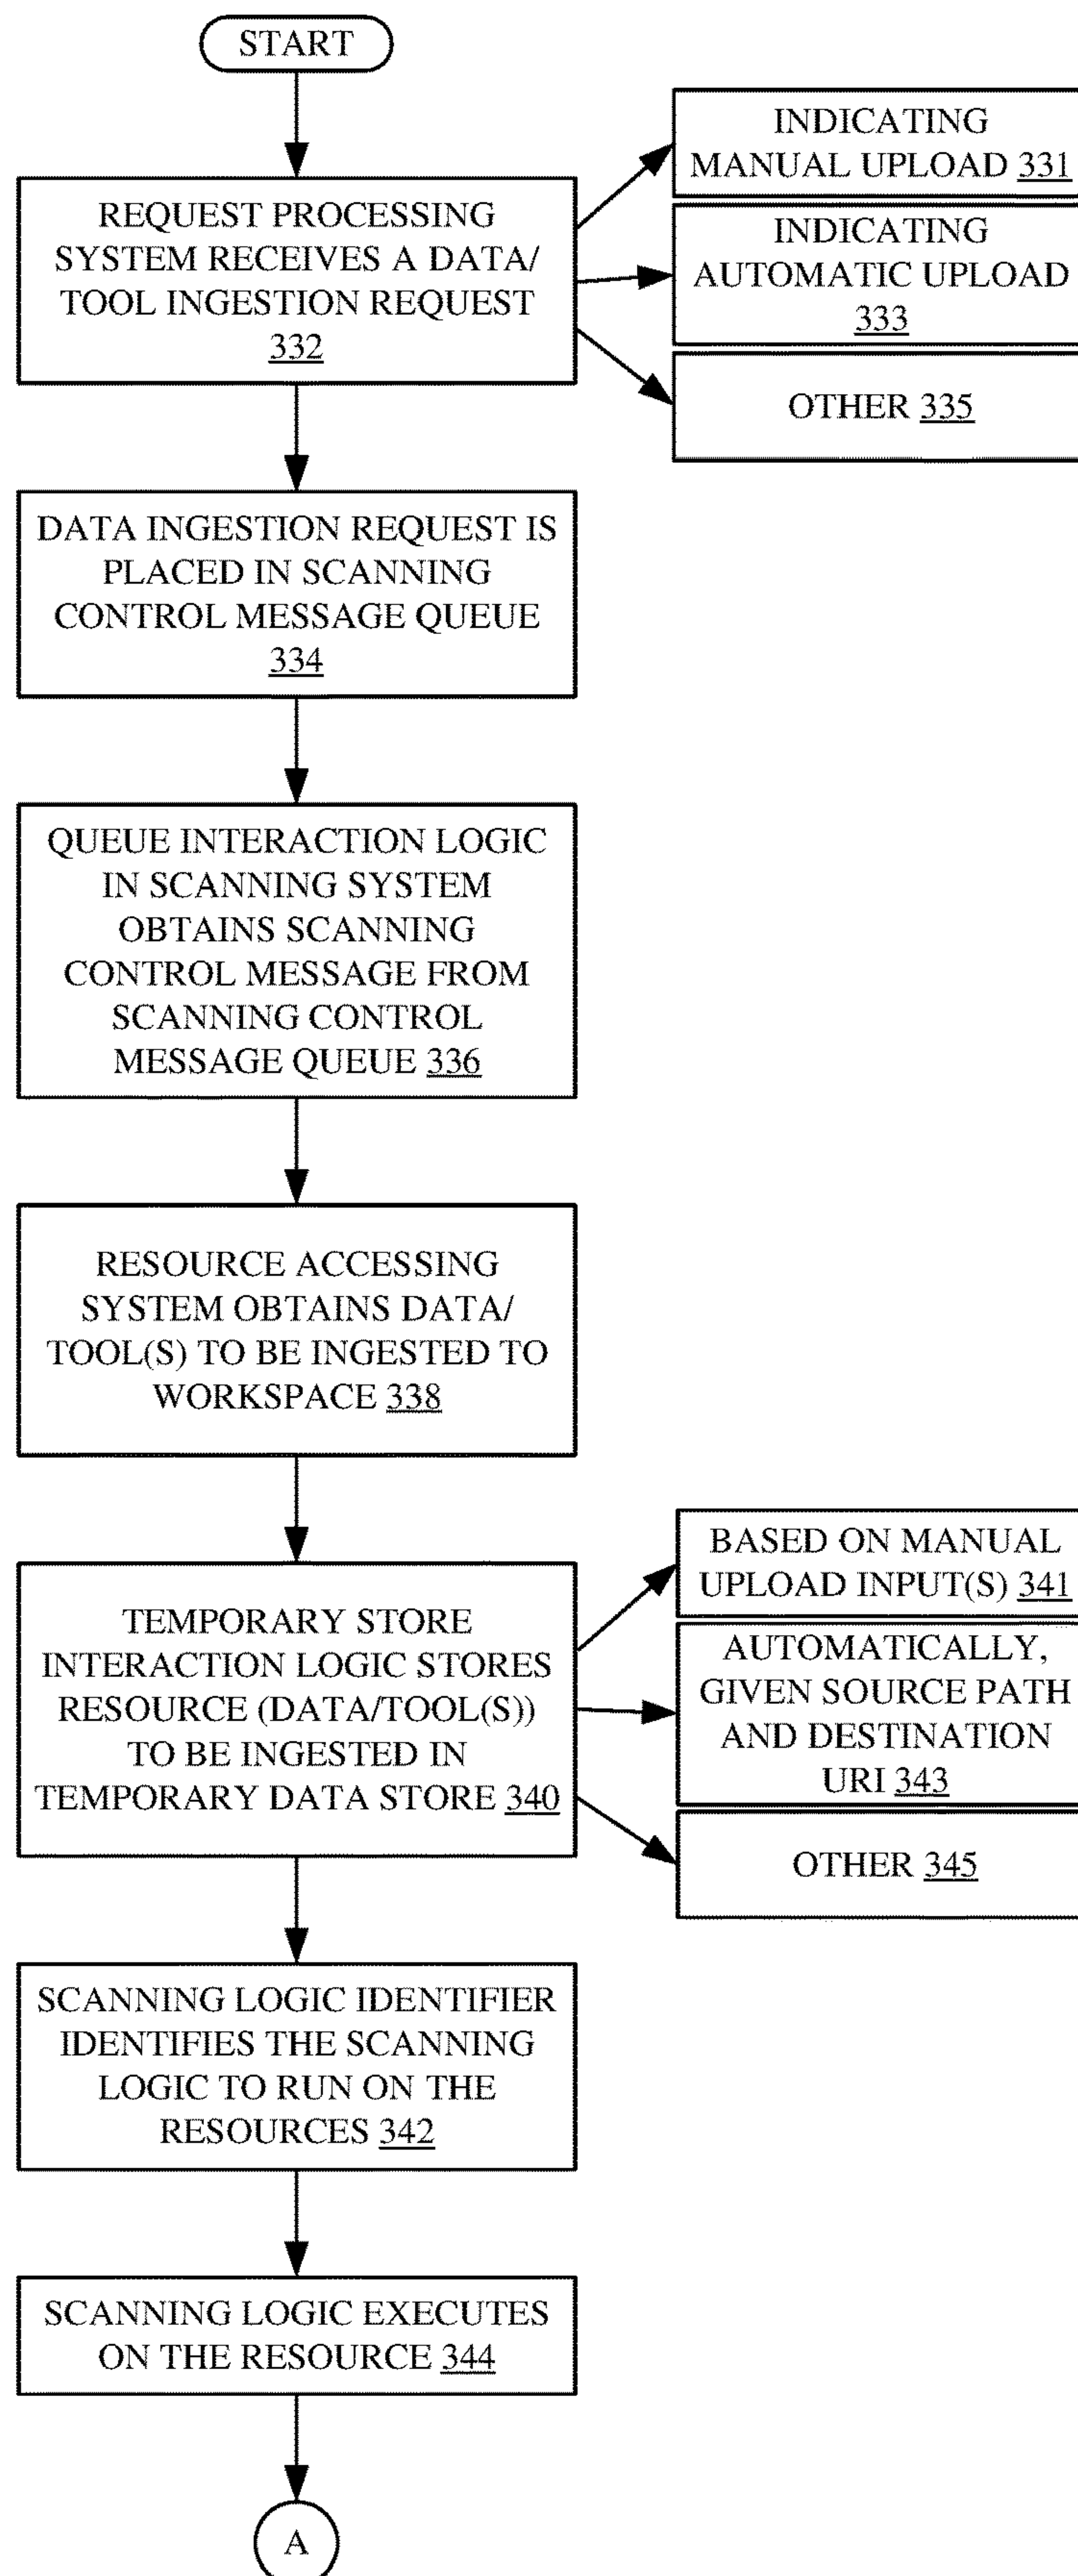 START
REQUEST PROCESSING
SYSTEM RECEIVES A DATA/
TOOL INGESTION REQUEST
332
INDICATING
MANUAL UPLOAD 331
INDICATING
AUTOMATIC UPLOAD
333
OTHER 335
DATA INGESTION REQUEST IS
PLACED IN SCANNING
CONTROL MESSAGE QUEUE
334
QUEUE INTERACTION LOGIC
IN SCANNING SYSTEM
OBTAINS SCANNING
CONTROL MESSAGE FROM
SCANNING CONTROL
MESSAGE QUEUE 336
RESOURCE ACCESSING
SYSTEM OBTAINS DATA/
TOOL(S) TO BE INGESTED TO
WORKSPACE 338
TEMPORARY STORE
INTERACTION LOGIC STORES
RESOURCE (DATA/TOOL(S))
TO BE INGESTED IN
TEMPORARY DATA STORE 340
BASED ON MANUAL
UPLOAD INPUT(S) 341
AUTOMATICALLY,
GIVEN SOURCE PATH
AND DESTINATION
URI 343
OTHER 345
SCANNING LOGIC IDENTIFIER
IDENTIFIES THE SCANNING
LOGIC TO RUN ON THE
RESOURCES 342
SCANNING LOGIC EXECUTES
ON THE RESOURCE 344
A